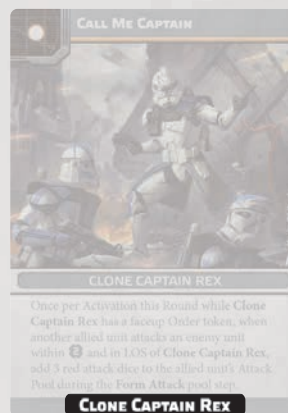 CALL ME CAPTAIN
CLONE CAPTAIN REX
Once per Activation this Round while Clone
Captain Rex has a faceup Order token, when
another allied unit attacks an enemy unit
within and in LOS of Clone Captain Rex,
add 3 red attack dice to the allied unit's Attack
Pool during the Form Attack pool step.
CLONE CAPTAIN REX